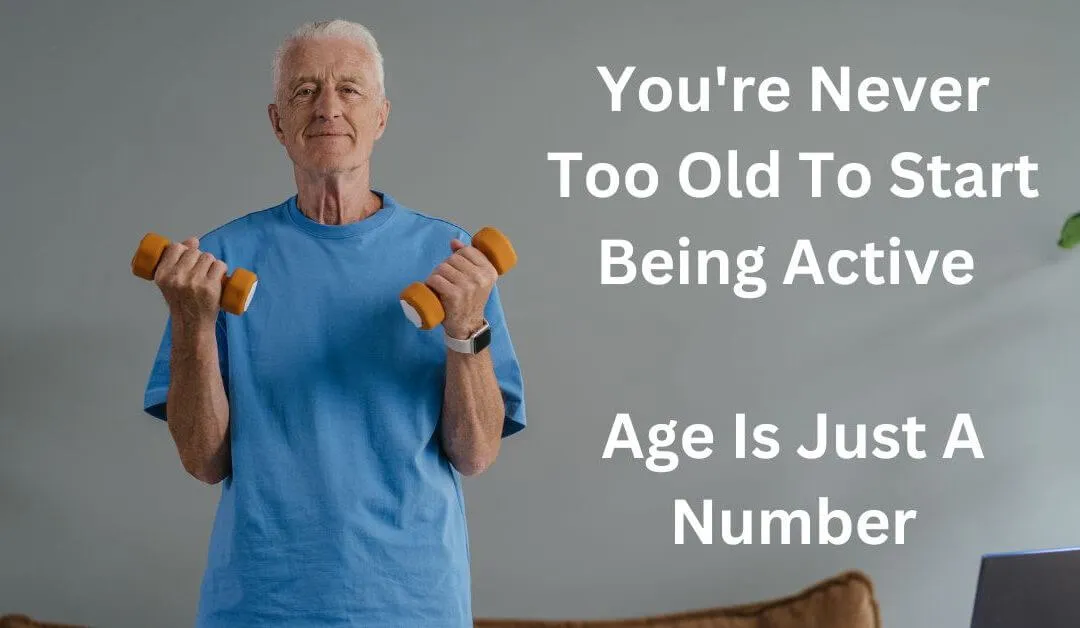 You're Never
Too Old To Start
Being Active
Age Is Just A
Number